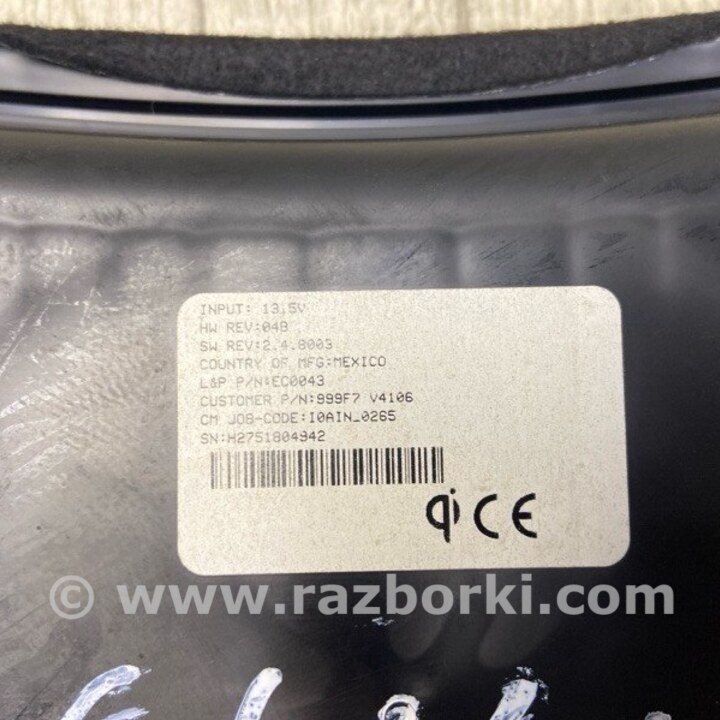 INPUT: 13.5V
HW REV:04B
SW REV:2.4.8003
COUNTRY OF MFG:MEXICO
L&P P/N:EC0043
CUSTOMER P/N:999F7 V4106
CM JOB-CODE:I0AIN_0265
SN:H2751804942
qi CE
© www.razborki.com